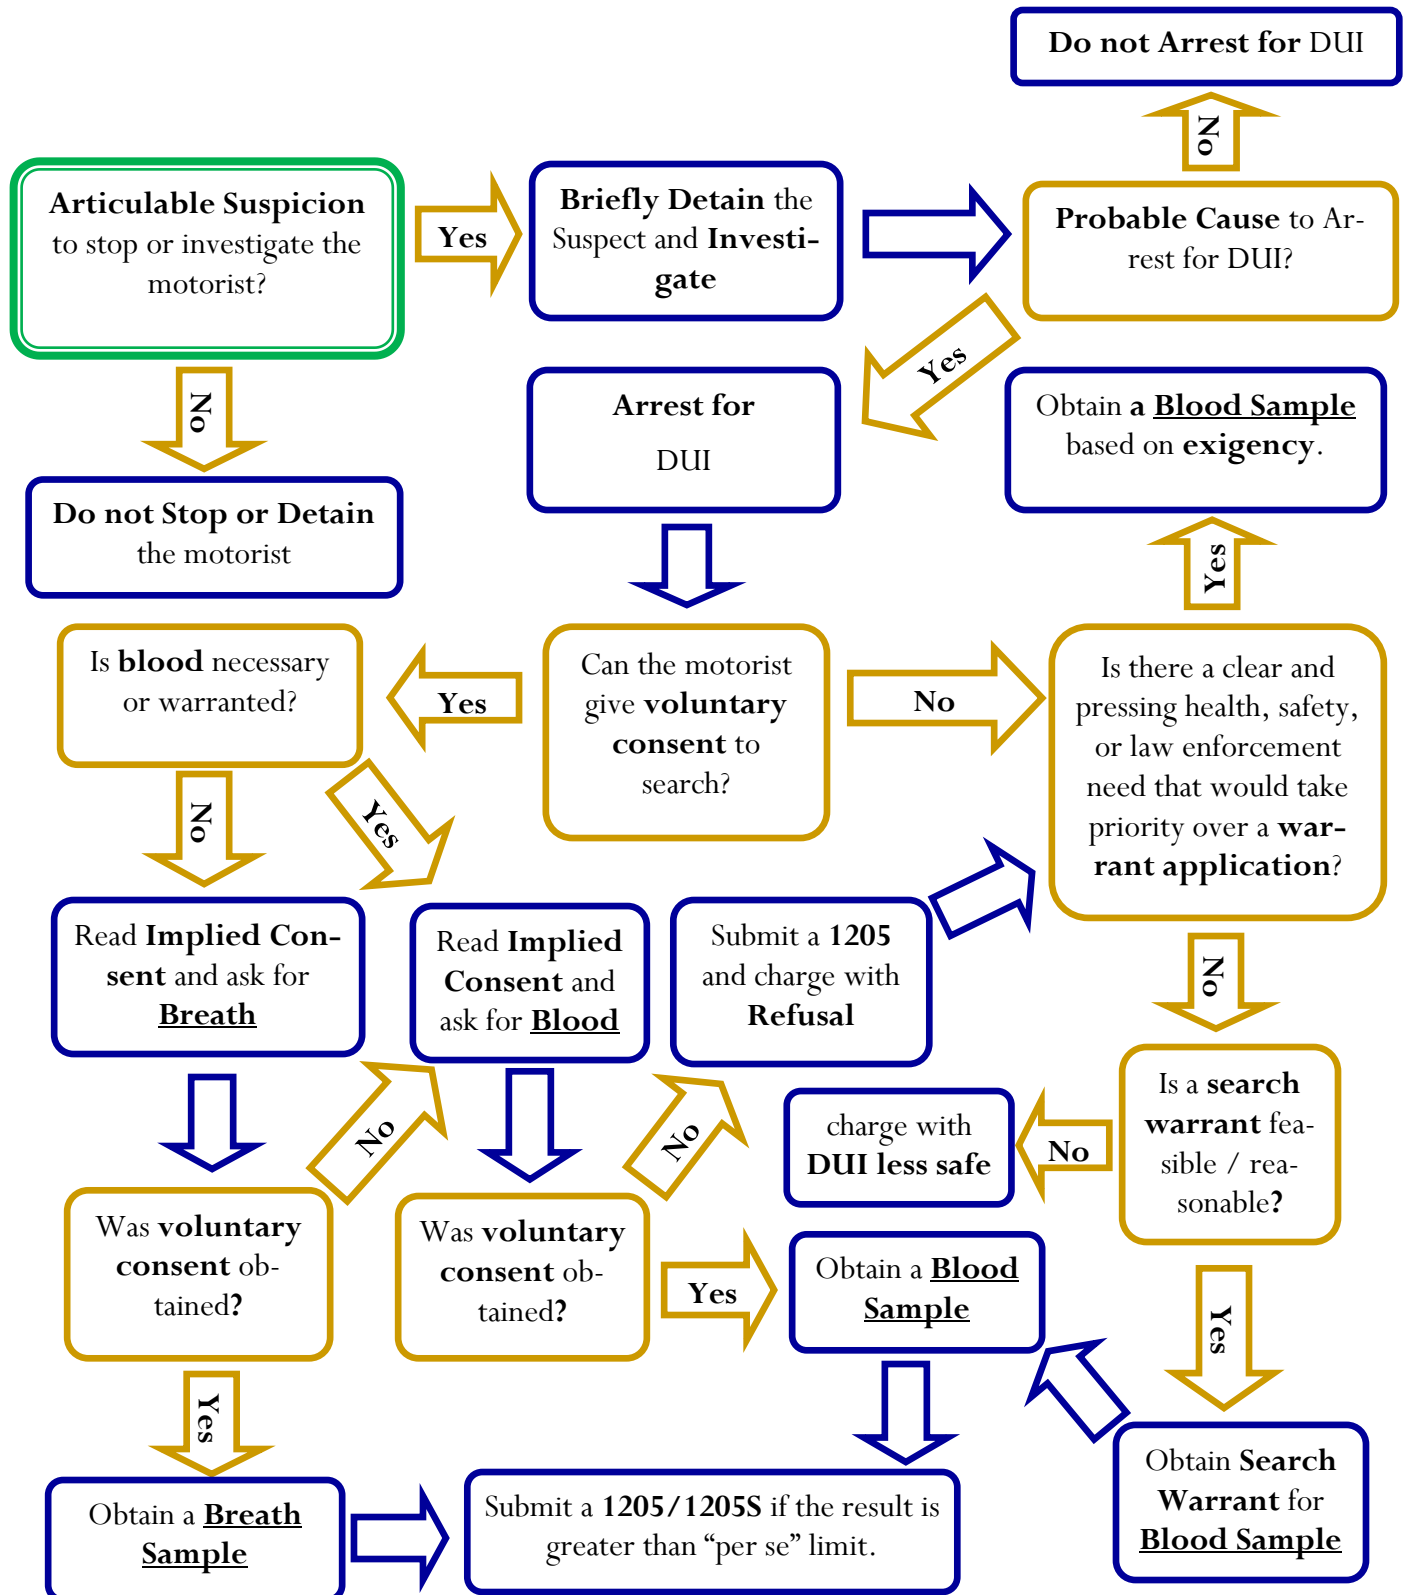 Do not Arrest for DUI
No
Articulable Suspicion
to stop or investigate the
motorist?
Yes
Briefly Detain the
Suspect and Investi-
gate
Probable Cause to Ar-
rest for DUI?
Yes
No
Arrest for
DUI
Obtain a Blood Sample
based on exigency.
Do not Stop or Detain
the motorist
Yes
Is blood necessary
or warranted?
Yes
Can the motorist
give voluntary
consent to
search?
No
Is there a clear and
pressing health, safety,
or law enforcement
need that would take
priority over a war-
rant application?
No
Yes
Read Implied Con-
sent and ask for
Breath
Read Implied
Consent and
ask for Blood
Submit a 1205
and charge with
Refusal
No
No
No
charge with
DUI less safe
No
Is a search
warrant fea-
sible / rea-
sonable?
Was voluntary
consent ob-
tained?
Was voluntary
consent ob-
tained?
Yes
Obtain a Blood
Sample
Yes
Yes
Obtain a Breath
Sample
Submit a 1205/1205S if the result is
greater than “per se” limit.
Obtain Search
Warrant for
Blood Sample